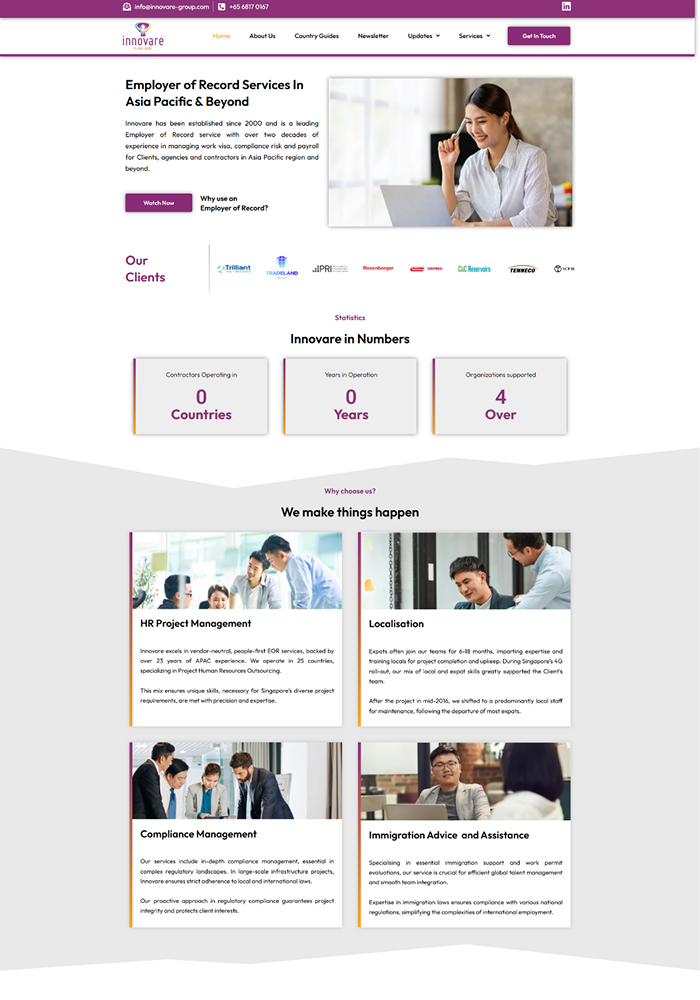 info@innovare-group.com
+65 6817 0167
innovare
Home
About Us
Country Guides
Newsletter
Updates
Services
Get In Touch
Employer of Record Services In
Asia Pacific & Beyond
Innovare has been established since 2000 and is a leading
Employer of Record service with over two decades of
experience in managing work visa, compliance risk and payroll
for Clients, agencies and contractors in Asia Pacific region and
beyond.
Watch Now
Why use an
Employer of Record?
Our
Clients
Trilliant
TRADELAND
IPRI
Rosenberger
C&C Reservoirs
TENNECO
Statistics
Innovare in Numbers
Contractors Operating in
0
Countries
Years in Operation
0
Years
Organizations supported
4
Over
Why choose us?
We make things happen
HR Project Management
Innovare excels in vendor-neutral, people-first EOR services, backed by
over 23 years of APAC experience. We operate in 25 countries,
specializing in Project Human Resources Outsourcing.
This mix ensures unique skills, necessary for Singapore's diverse project
requirements, are met with precision and expertise.
Localisation
Expats often join our teams for 6-18 months, imparting expertise and
training locals for project completion and upkeep. During Singapore's 4G
roll-out, our mix of local and expat skills greatly supported the Client's
team.
After the project in mid-2016, we shifted to a predominantly local staff
for maintenance, following the departure of most expats.
Compliance Management
Our services include in-depth compliance management, essential in
complex regulatory landscapes. In large-scale infrastructure projects,
Innovare ensures strict adherence to local and international laws.
Our proactive approach in regulatory compliance guarantees project
integrity and protects client interests.
Immigration Advice and Assistance
Specialising in essential immigration support and work permit
evaluations, our service is crucial for efficient global talent management
and smooth team integration.
Expertise in immigration laws ensures compliance with various national
regulations, simplifying the complexities of international employment.